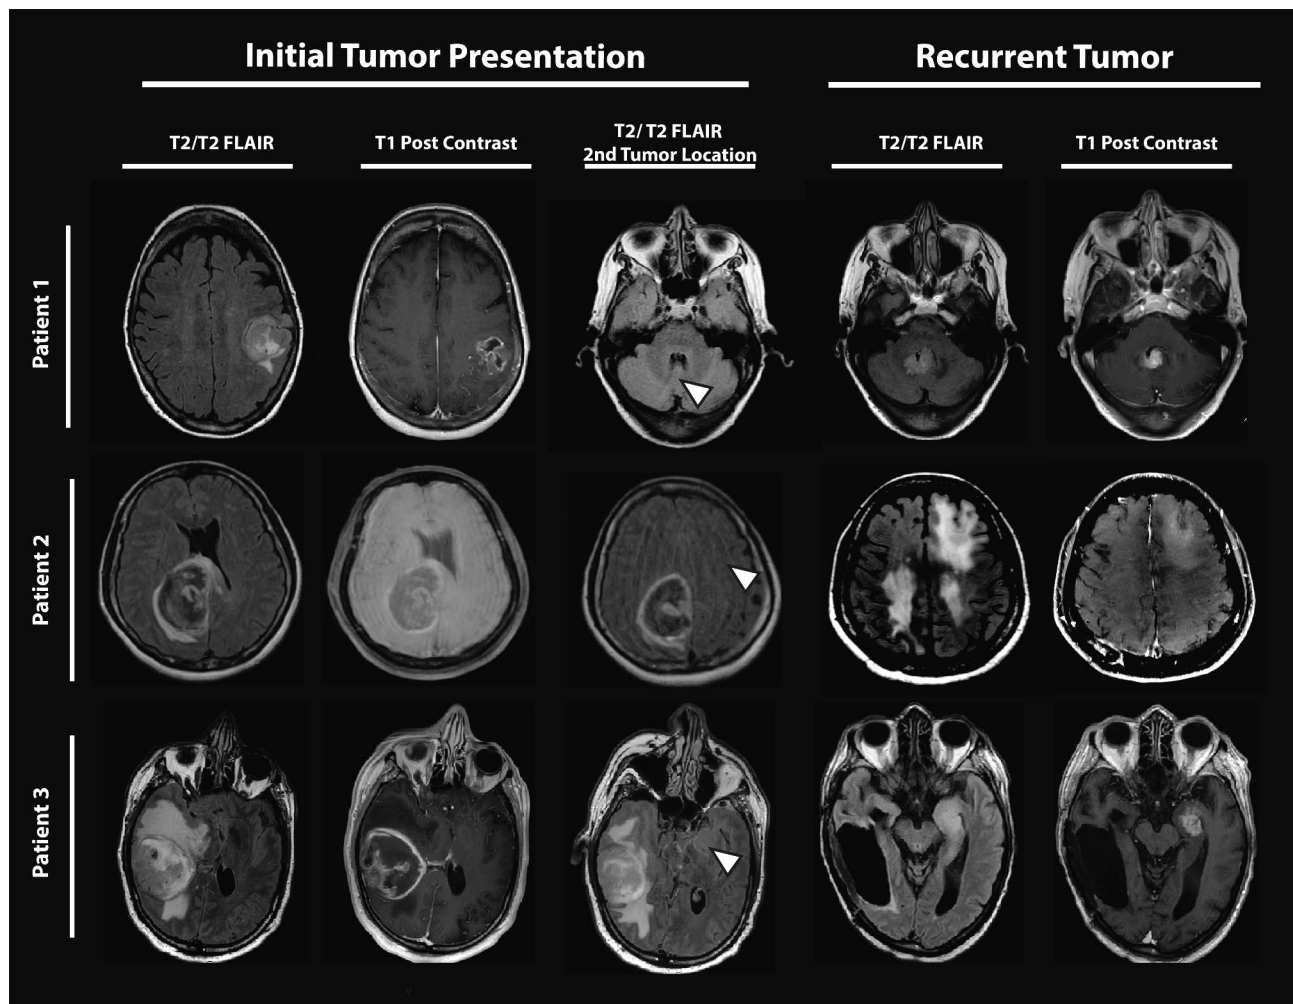 Initial Tumor Presentation
Recurrent Tumor
T2/T2 FLAIR
T1 Post Contrast
T2/ T2 FLAIR
2nd Tumor Location
T2/T2 FLAIR
T1 Post Contrast
Patient 1
Patient 2
Patient 3